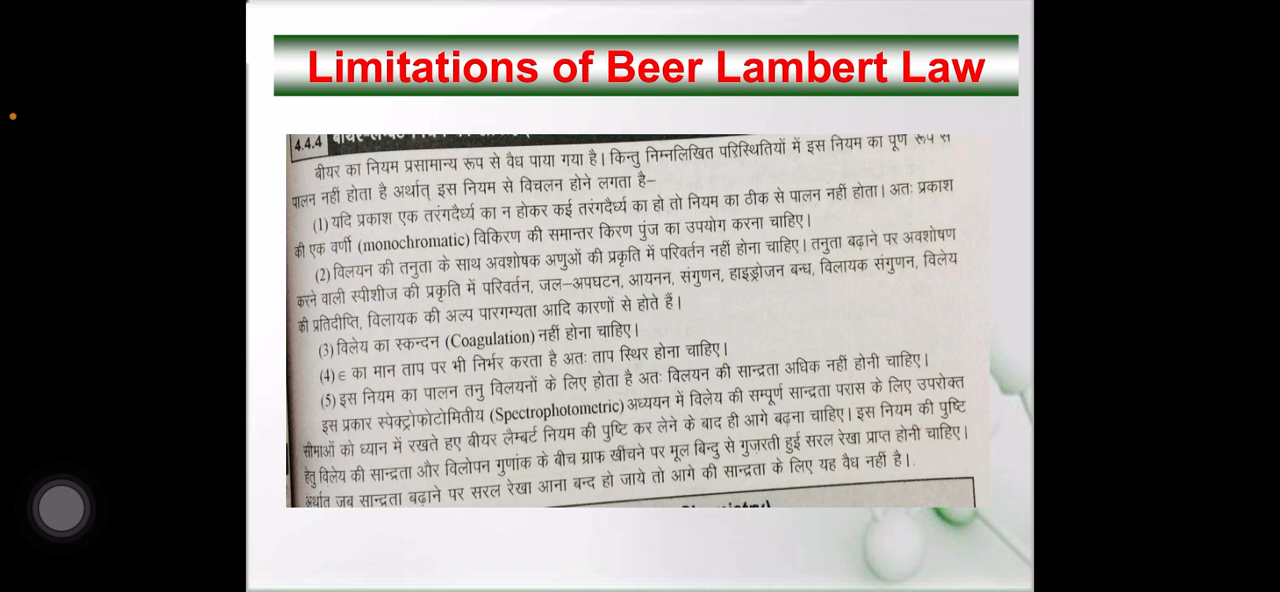 Limitations of Beer Lambert Law
4.4.4
बीयर का नियम प्रसामान्य रूप से वैध पाया गया है। किन्तु निम्नलिखित परिस्थितियों में इस नियम का पूर्ण रूप से
पालन नहीं होता है अर्थात् इस नियम से विचलन होने लगता है–
(1) यदि प्रकाश एक तरंगदैर्ध्य का न होकर कई तरंगदैर्ध्य का हो तो नियम का ठीक से पालन नहीं होता। अतः प्रकाश
की एक वर्णी (monochromatic) विकिरण की समान्तर किरण पुंज का उपयोग करना चाहिए।
(2) विलयन की तनुता के साथ अवशोषक अणुओं की प्रकृति में परिवर्तन नहीं होना चाहिए। तनुता बढ़ाने पर अवशोषण
करने वाली स्पीशीज की प्रकृति में परिवर्तन, जल–अपघटन, आयनन, संगुणन, हाइड्रोजन बन्ध, विलायक संगुणन, विलेय
की प्रतिदीप्ति, विलायक की अल्प पारगम्यता आदि कारणों से होते हैं।
(3) विलेय का स्कन्दन (Coagulation) नहीं होना चाहिए।
(4) ∈ का मान ताप पर भी निर्भर करता है अतः ताप स्थिर होना चाहिए।
(5) इस नियम का पालन तनु विलयनों के लिए होता है अतः विलयन की सान्द्रता अधिक नहीं होनी चाहिए।
इस प्रकार स्पेक्ट्रोफोटोमितीय (Spectrophotometric) अध्ययन में विलेय की सम्पूर्ण सान्द्रता परास के लिए उपरोक्त
सीमाओं को ध्यान में रखते हुए बीयर लैम्बर्ट नियम की पुष्टि कर लेने के बाद ही आगे बढ़ना चाहिए। इस नियम की पुष्टि
हेतु विलेय की सान्द्रता और विलोपन गुणांक के बीच ग्राफ खींचने पर मूल बिन्दु से गुज़रती हुई सरल रेखा प्राप्त होनी चाहिए।
अर्थात जब सान्द्रता बढ़ाने पर सरल रेखा आना बन्द हो जाये तो आगे की सान्द्रता के लिए यह वैध नहीं है।